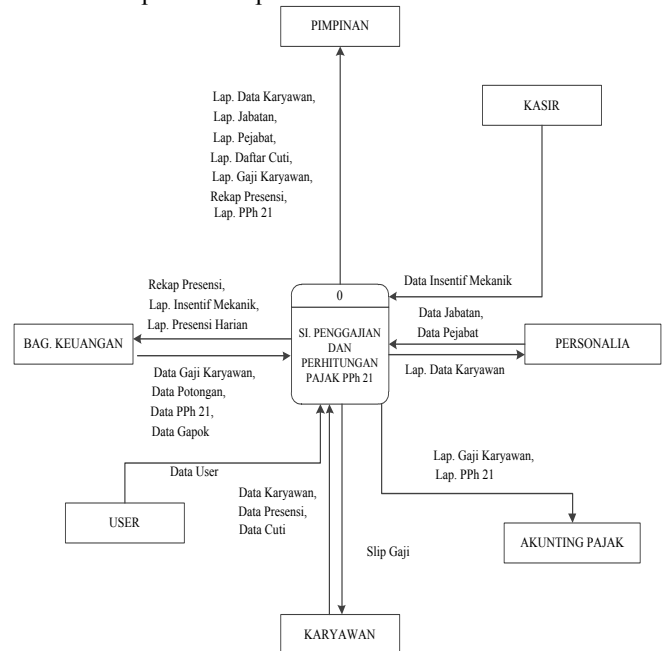 PIMPINAN
Lap. Data Karyawan,
Lap. Jabatan,
Lap. Pejabat,
Lap. Daftar Cuti,
Lap. Gaji Karyawan,
Rekap Presensi,
Lap. PPh 21
KASIR
Data Insentif Mekanik
Rekap Presensi,
Lap. Insentif Mekanik,
Lap. Presensi Harian
0
SI. PENGGAJIAN
DAN
PERHITUNGAN
PAJAK PPh 21
Data Jabatan,
Data Pejabat
BAG. KEUANGAN
PERSONALIA
Lap. Data Karyawan
Data Gaji Karyawan,
Data Potongan,
Data PPh 21,
Data Gapok
Lap. Gaji Karyawan,
Lap. PPh 21
Data User
Data Karyawan,
Data Presensi,
Data Cuti
USER
AKUNTING PAJAK
Slip Gaji
KARYAWAN